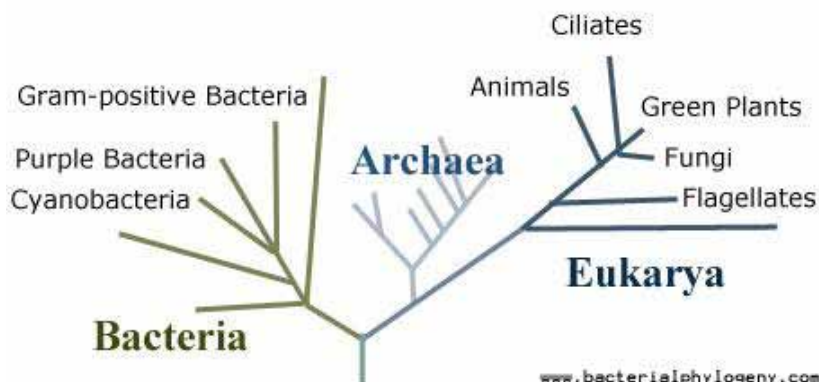 Ciliates
Animals
Gram-positive Bacteria
Green Plants
Purple Bacteria
Archaea
Fungi
Cyanobacteria
Flagellates
Eukarya
Bacteria
www.bacterialphylogeny.com